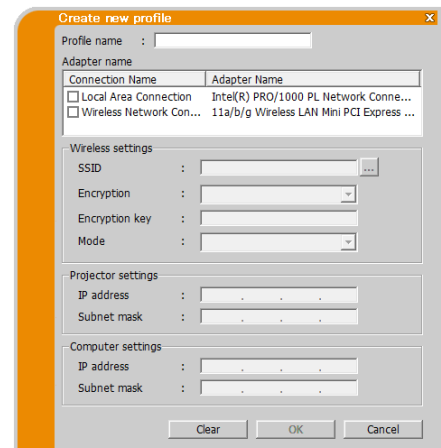 Create new profile x
Profile name :
Adapter name
Connection Name Adapter Name
Local Area Connection Intel(R) PRO/1000 PL Network Conne...
Wireless Network Con... 11a/b/g Wireless LAN Mini PCI Express ...
Wireless settings
SSID : ...
Encryption :
Encryption key :
Mode :
Projector settings
IP address : . . .
Subnet mask : . . .
Computer settings
IP address : . . .
Subnet mask : . . .
Clear OK Cancel